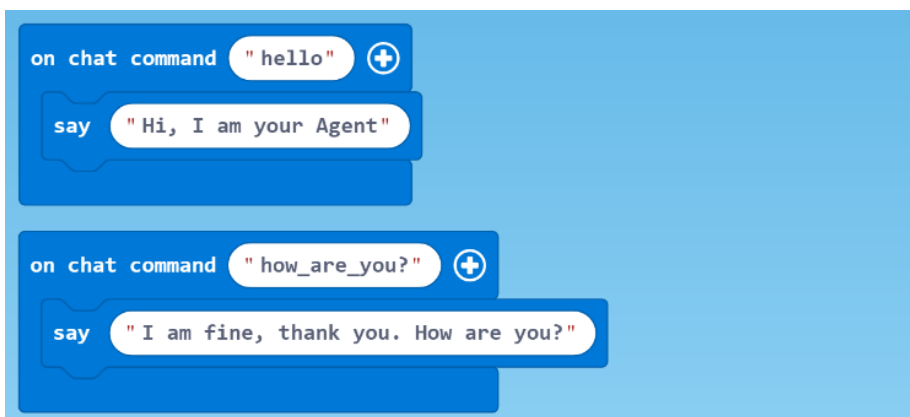 on chat command "hello"
say "Hi, I am your Agent"
on chat command "how_are_you?"
say "I am fine, thank you. How are you?"